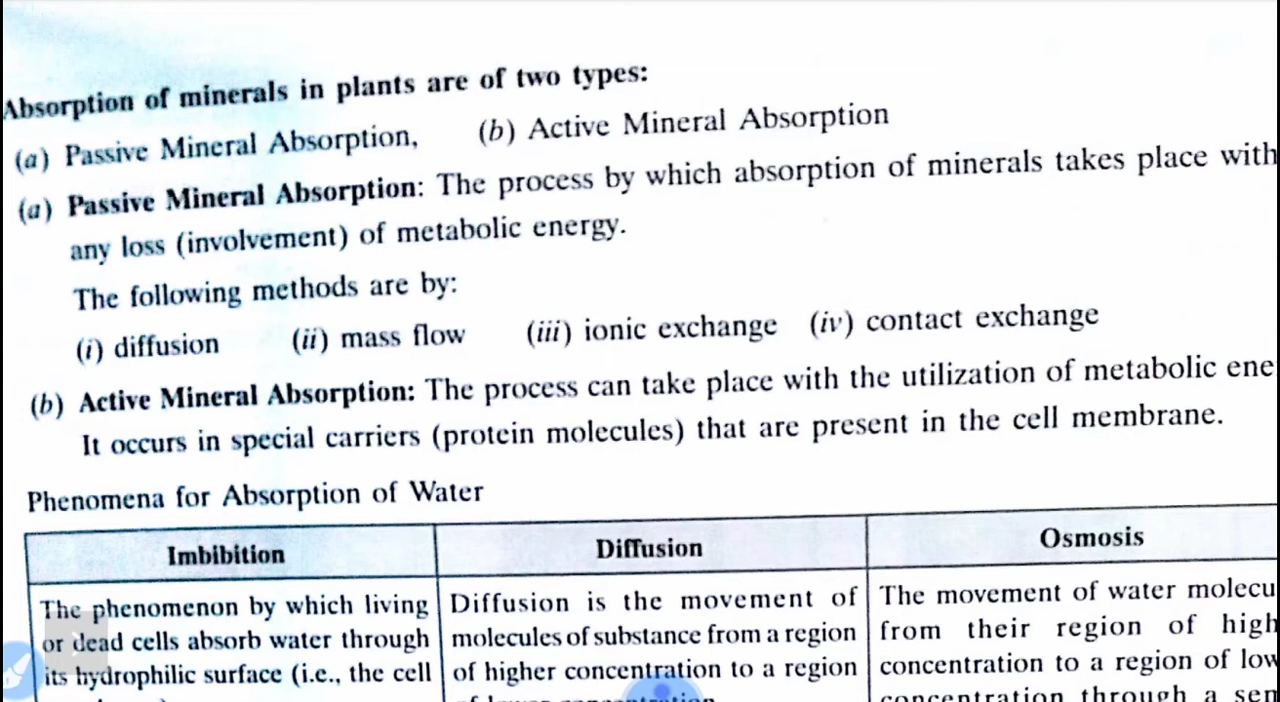 Absorption of minerals in plants are of two types:
(a) Passive Mineral Absorption, (b) Active Mineral Absorption
(a) Passive Mineral Absorption: The process by which absorption of minerals takes place with
any loss (involvement) of metabolic energy.
The following methods are by:
(i) diffusion (ii) mass flow (iii) ionic exchange (iv) contact exchange
(b) Active Mineral Absorption: The process can take place with the utilization of metabolic ene
It occurs in special carriers (protein molecules) that are present in the cell membrane.
Phenomena for Absorption of Water
Imbibition
The phenomenon by which living
or dead cells absorb water through
its hydrophilic surface (i.e., the cell
Diffusion
Diffusion is the movement of
molecules of substance from a region
of higher concentration to a region
Osmosis
The movement of water molecu
from their region of high
concentration to a region of low
concentration through a sem